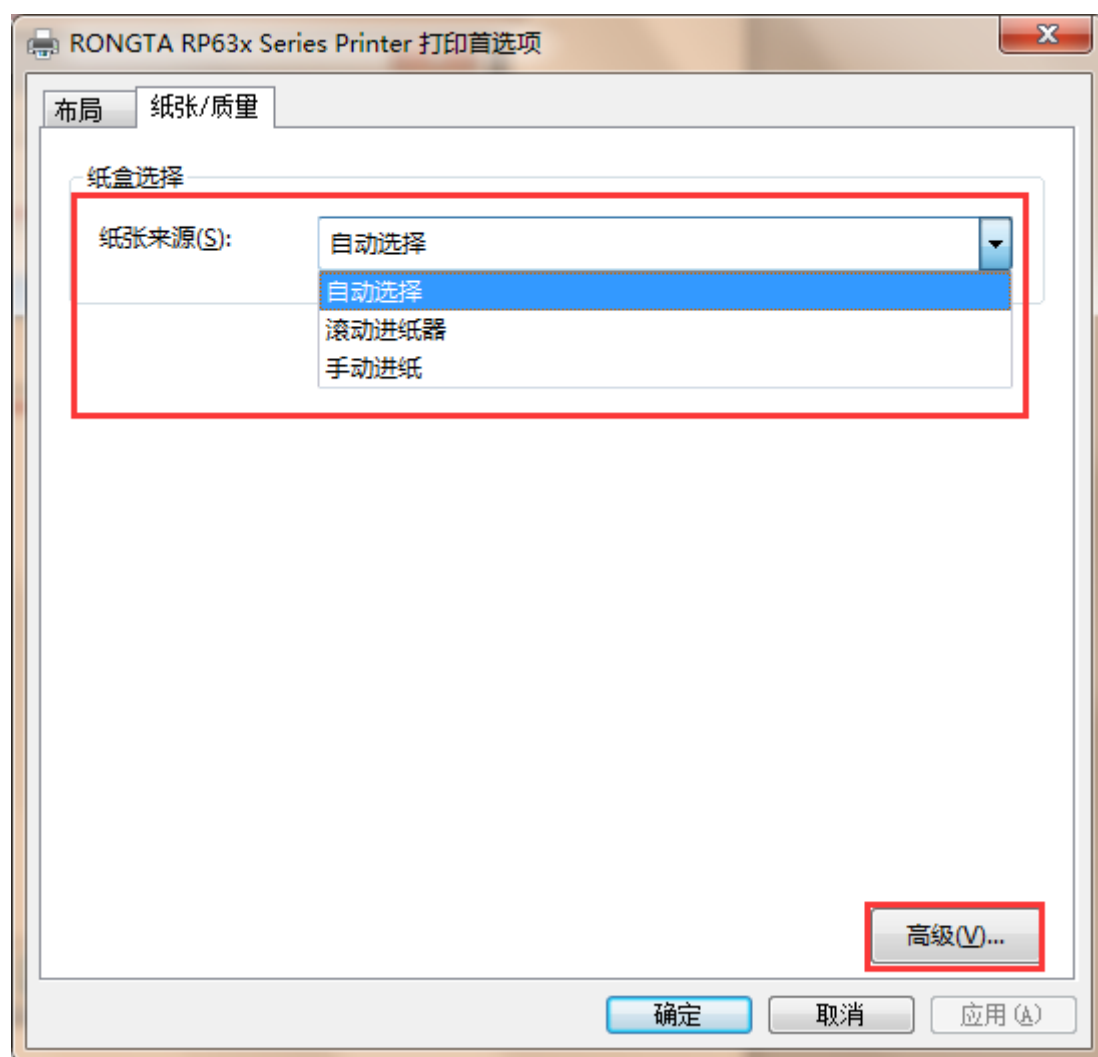 RONGTA RP63x Series Printer 打印首选项
布局 纸张/质量
纸盒选择
纸张来源(S): 自动选择
自动选择
滚动进纸器
手动进纸
高级(V)...
确定 取消 应用(A)